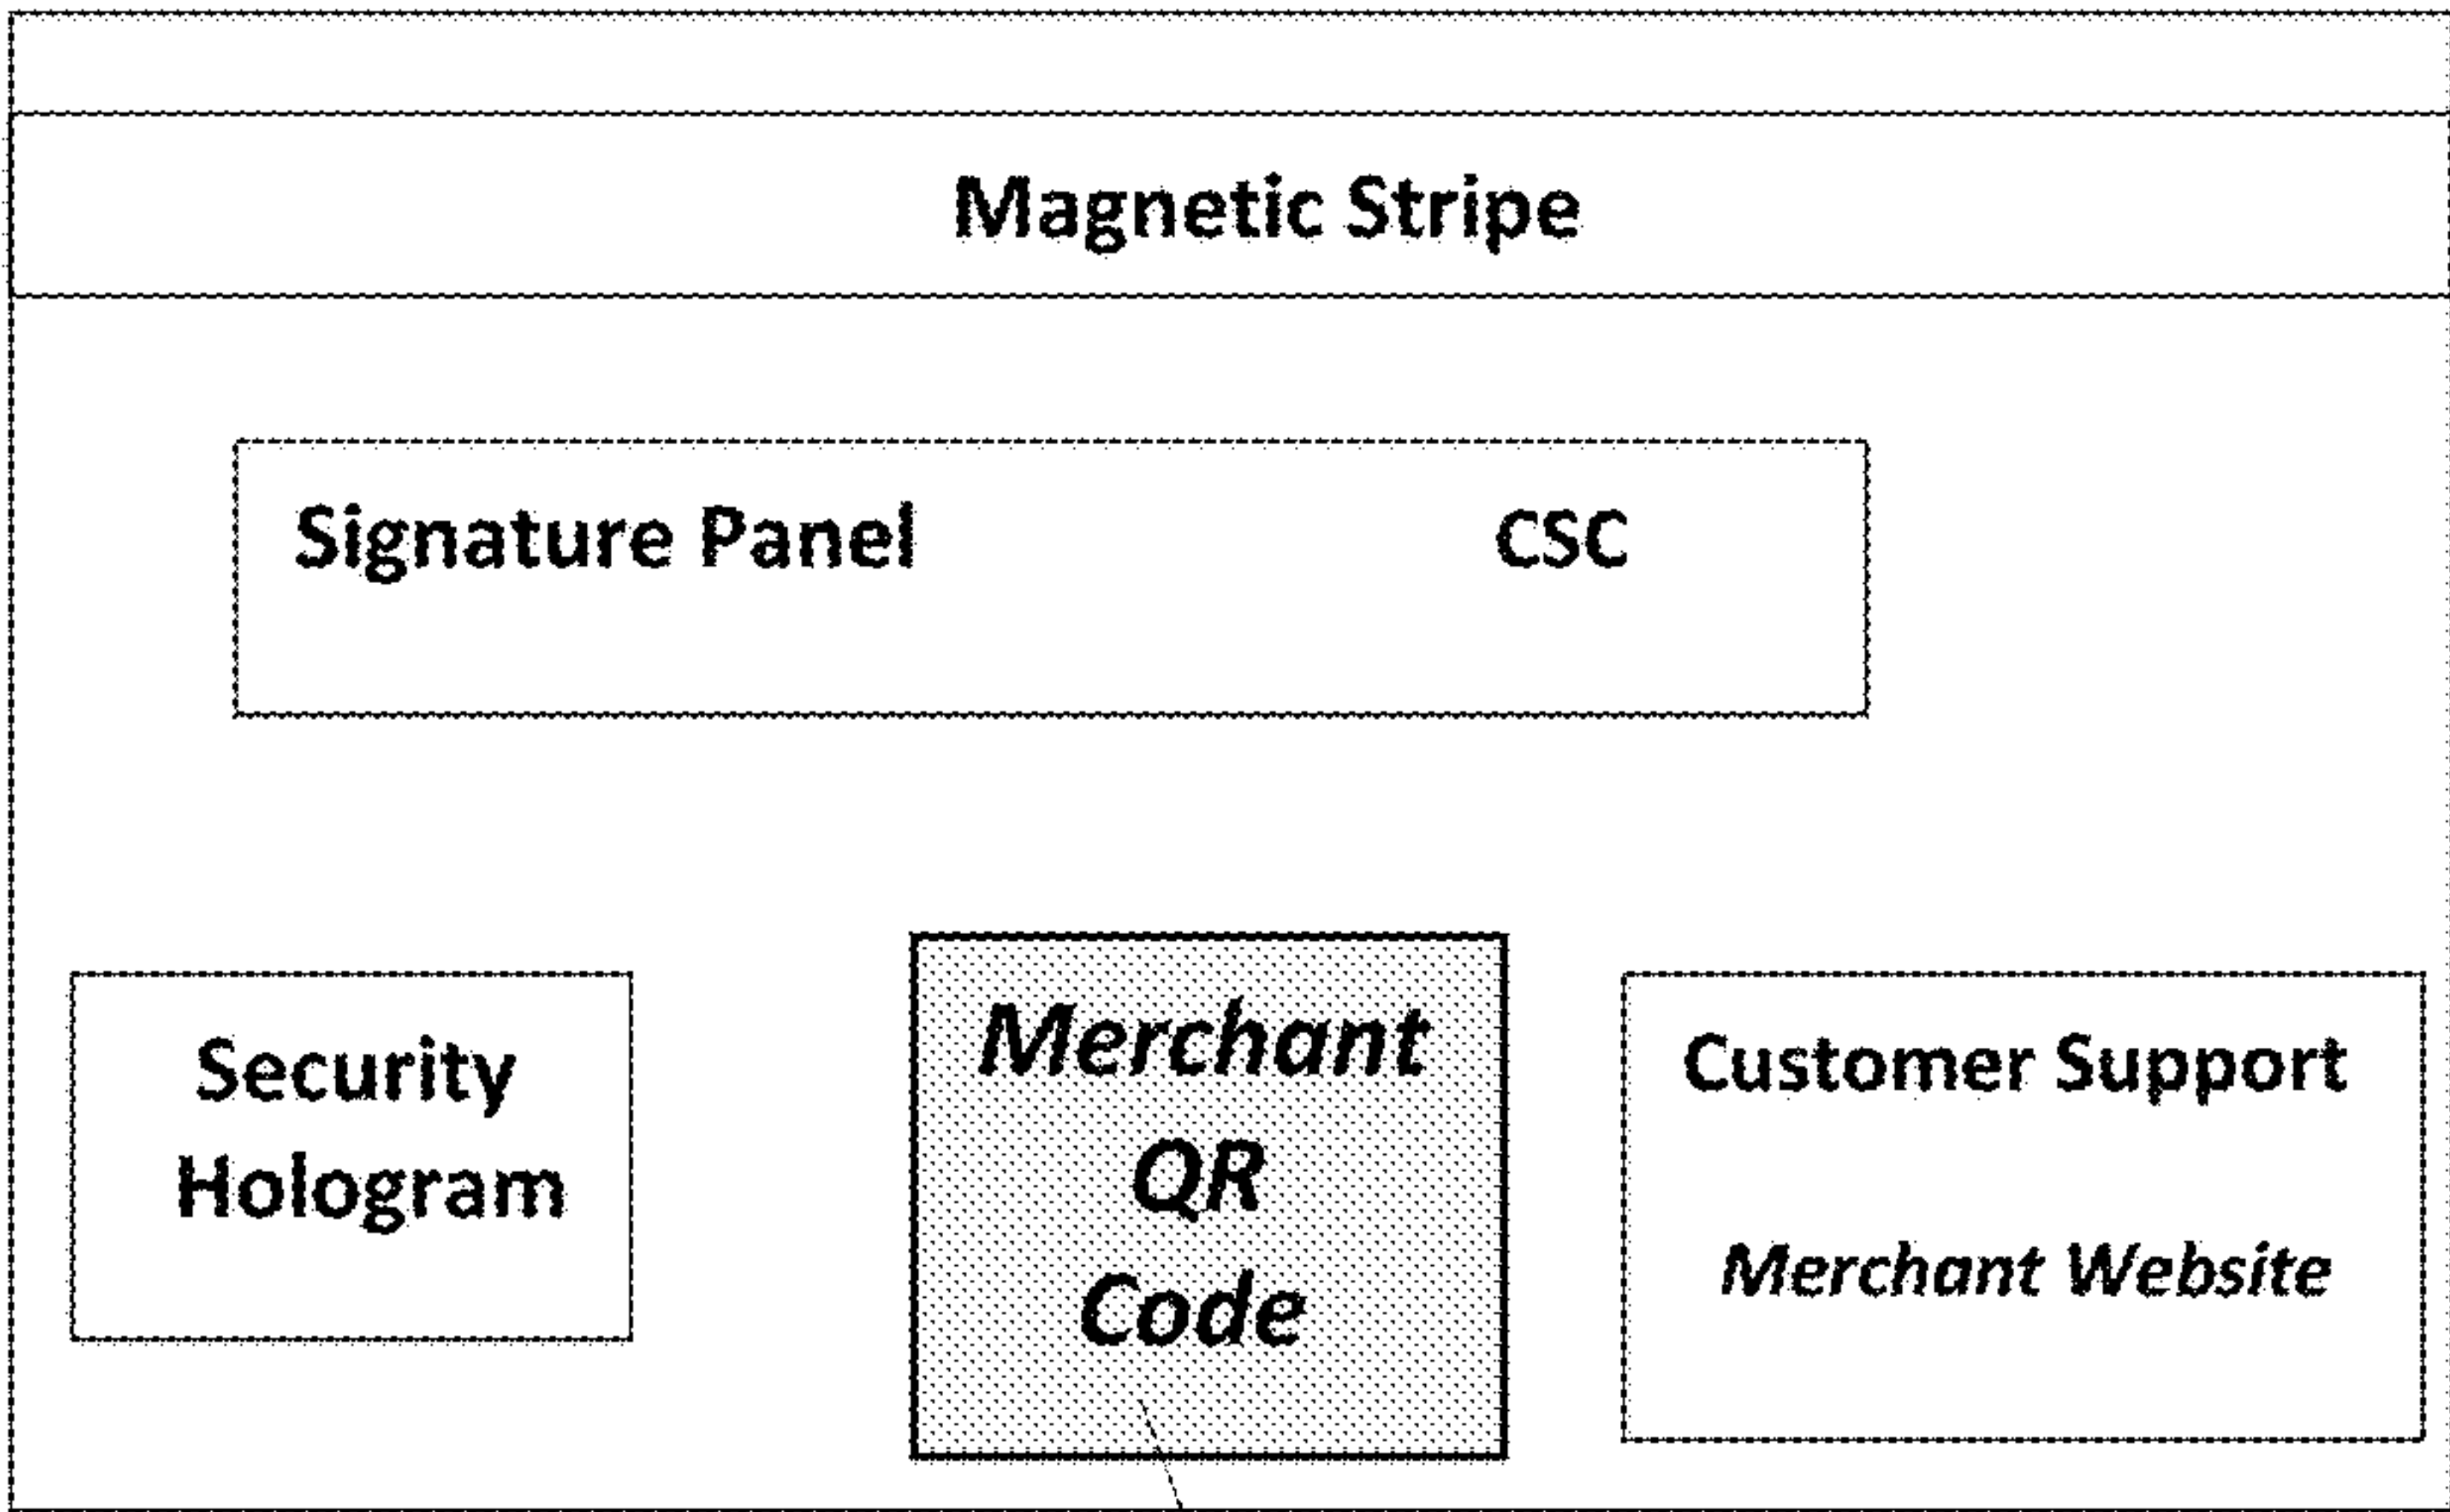 Magnetic Stripe
Signature Panel CSC
Security
Hologram
Merchant
QR
Code
Customer Support
Merchant Website